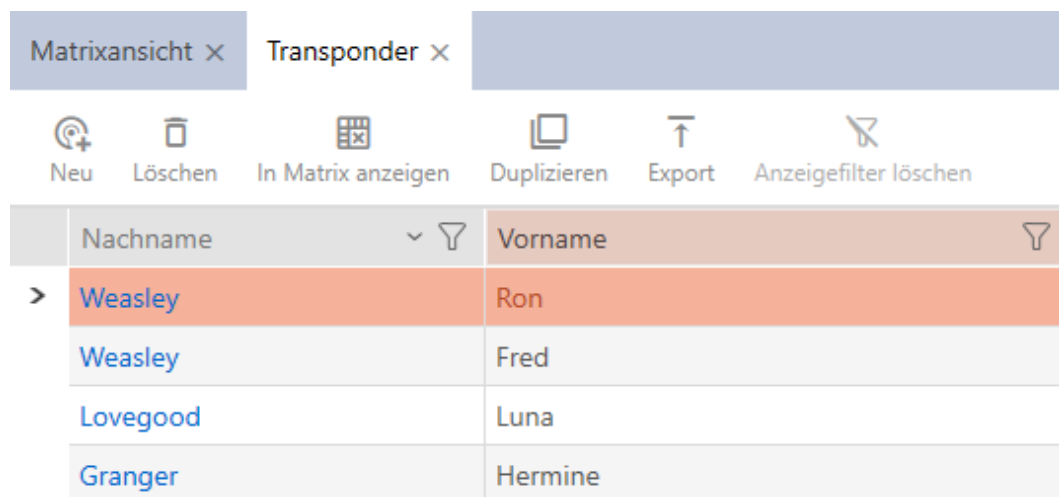 Matrixansicht Transponder
Neu Löschen In Matrix anzeigen Duplizieren Export Anzeigefilter löschen
Nachname Vorname
Weasley Ron
Weasley Fred
Lovegood Luna
Granger Hermine